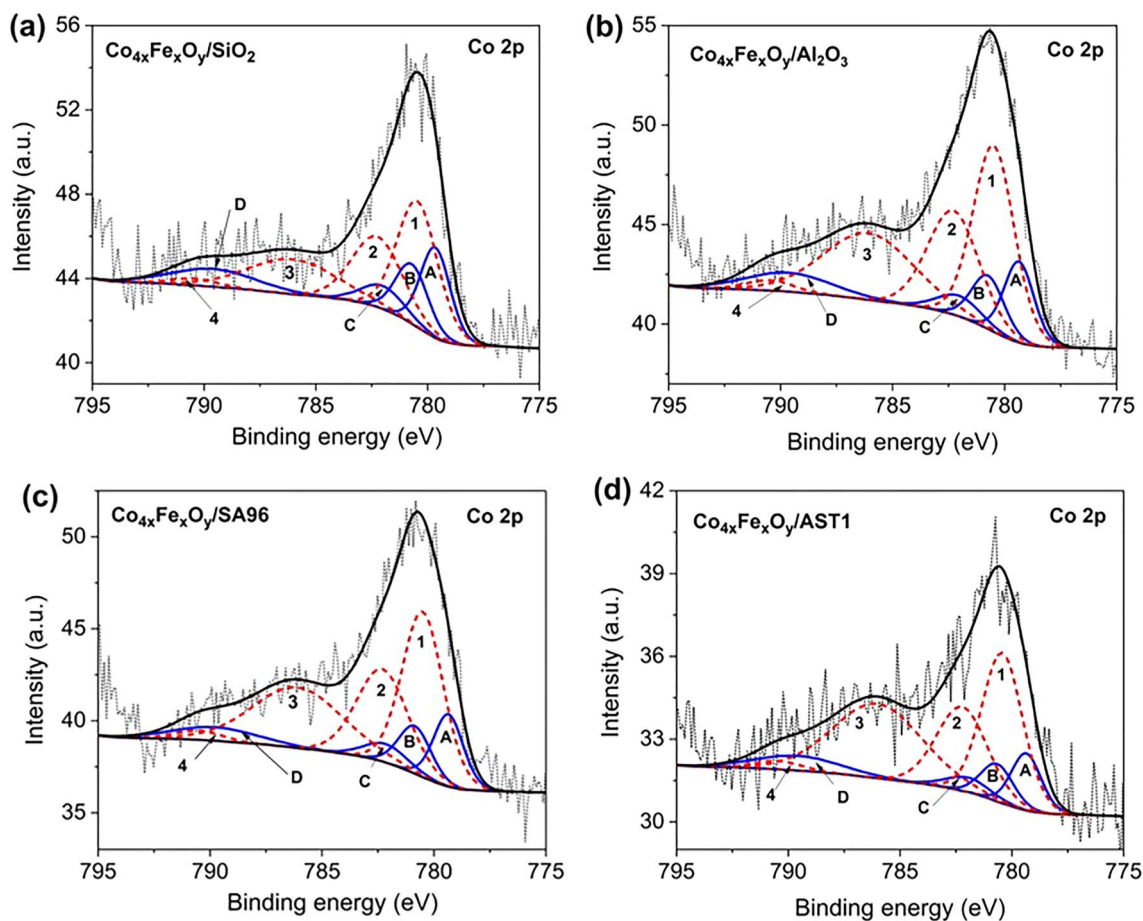 (a)
Co₄ₓFeₓOᵧ/SiO₂
Co 2p
Intensity (a.u.)
56
52
48
44
40
D
1
2
3
A
B
C
4
795 790 785 780 775
Binding energy (eV)
(b)
Co₄ₓFeₓOᵧ/Al₂O₃
Co 2p
Intensity (a.u.)
55
50
45
40
1
2
3
A
B
C
4
D
795 790 785 780 775
Binding energy (eV)
(c)
Co₄ₓFeₓOᵧ/SA96
Co 2p
Intensity (a.u.)
50
45
40
35
1
2
3
A
B
C
4
D
795 790 785 780 775
Binding energy (eV)
(d)
Co₄ₓFeₓOᵧ/AST1
Co 2p
Intensity (a.u.)
42
39
36
33
30
1
2
3
A
B
C
4
D
795 790 785 780 775
Binding energy (eV)